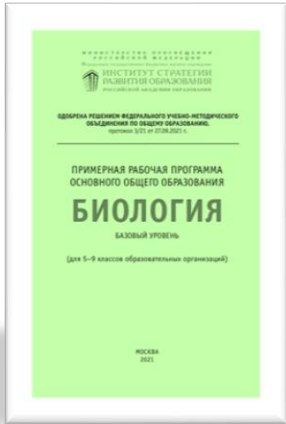 МИНИСТЕРСТВО ПРОСВЕЩЕНИЯ
РОССИЙСКОЙ ФЕДЕРАЦИИ
ИНСТИТУТ СТРАТЕГИИ
РАЗВИТИЯ ОБРАЗОВАНИЯ
РОССИЙСКОЙ АКАДЕМИИ ОБРАЗОВАНИЯ
ОДОБРЕНА РЕШЕНИЕМ ФЕДЕРАЛЬНОГО УЧЕБНО-МЕТОДИЧЕСКОГО
ОБЪЕДИНЕНИЯ ПО ОБЩЕМУ ОБРАЗОВАНИЮ,
протокол 3/21 от 27.09.2021 г.
ПРИМЕРНАЯ РАБОЧАЯ ПРОГРАММА
ОСНОВНОГО ОБЩЕГО ОБРАЗОВАНИЯ
БИОЛОГИЯ
БАЗОВЫЙ УРОВЕНЬ
(для 5–9 классов образовательных организаций)
МОСКВА
2021